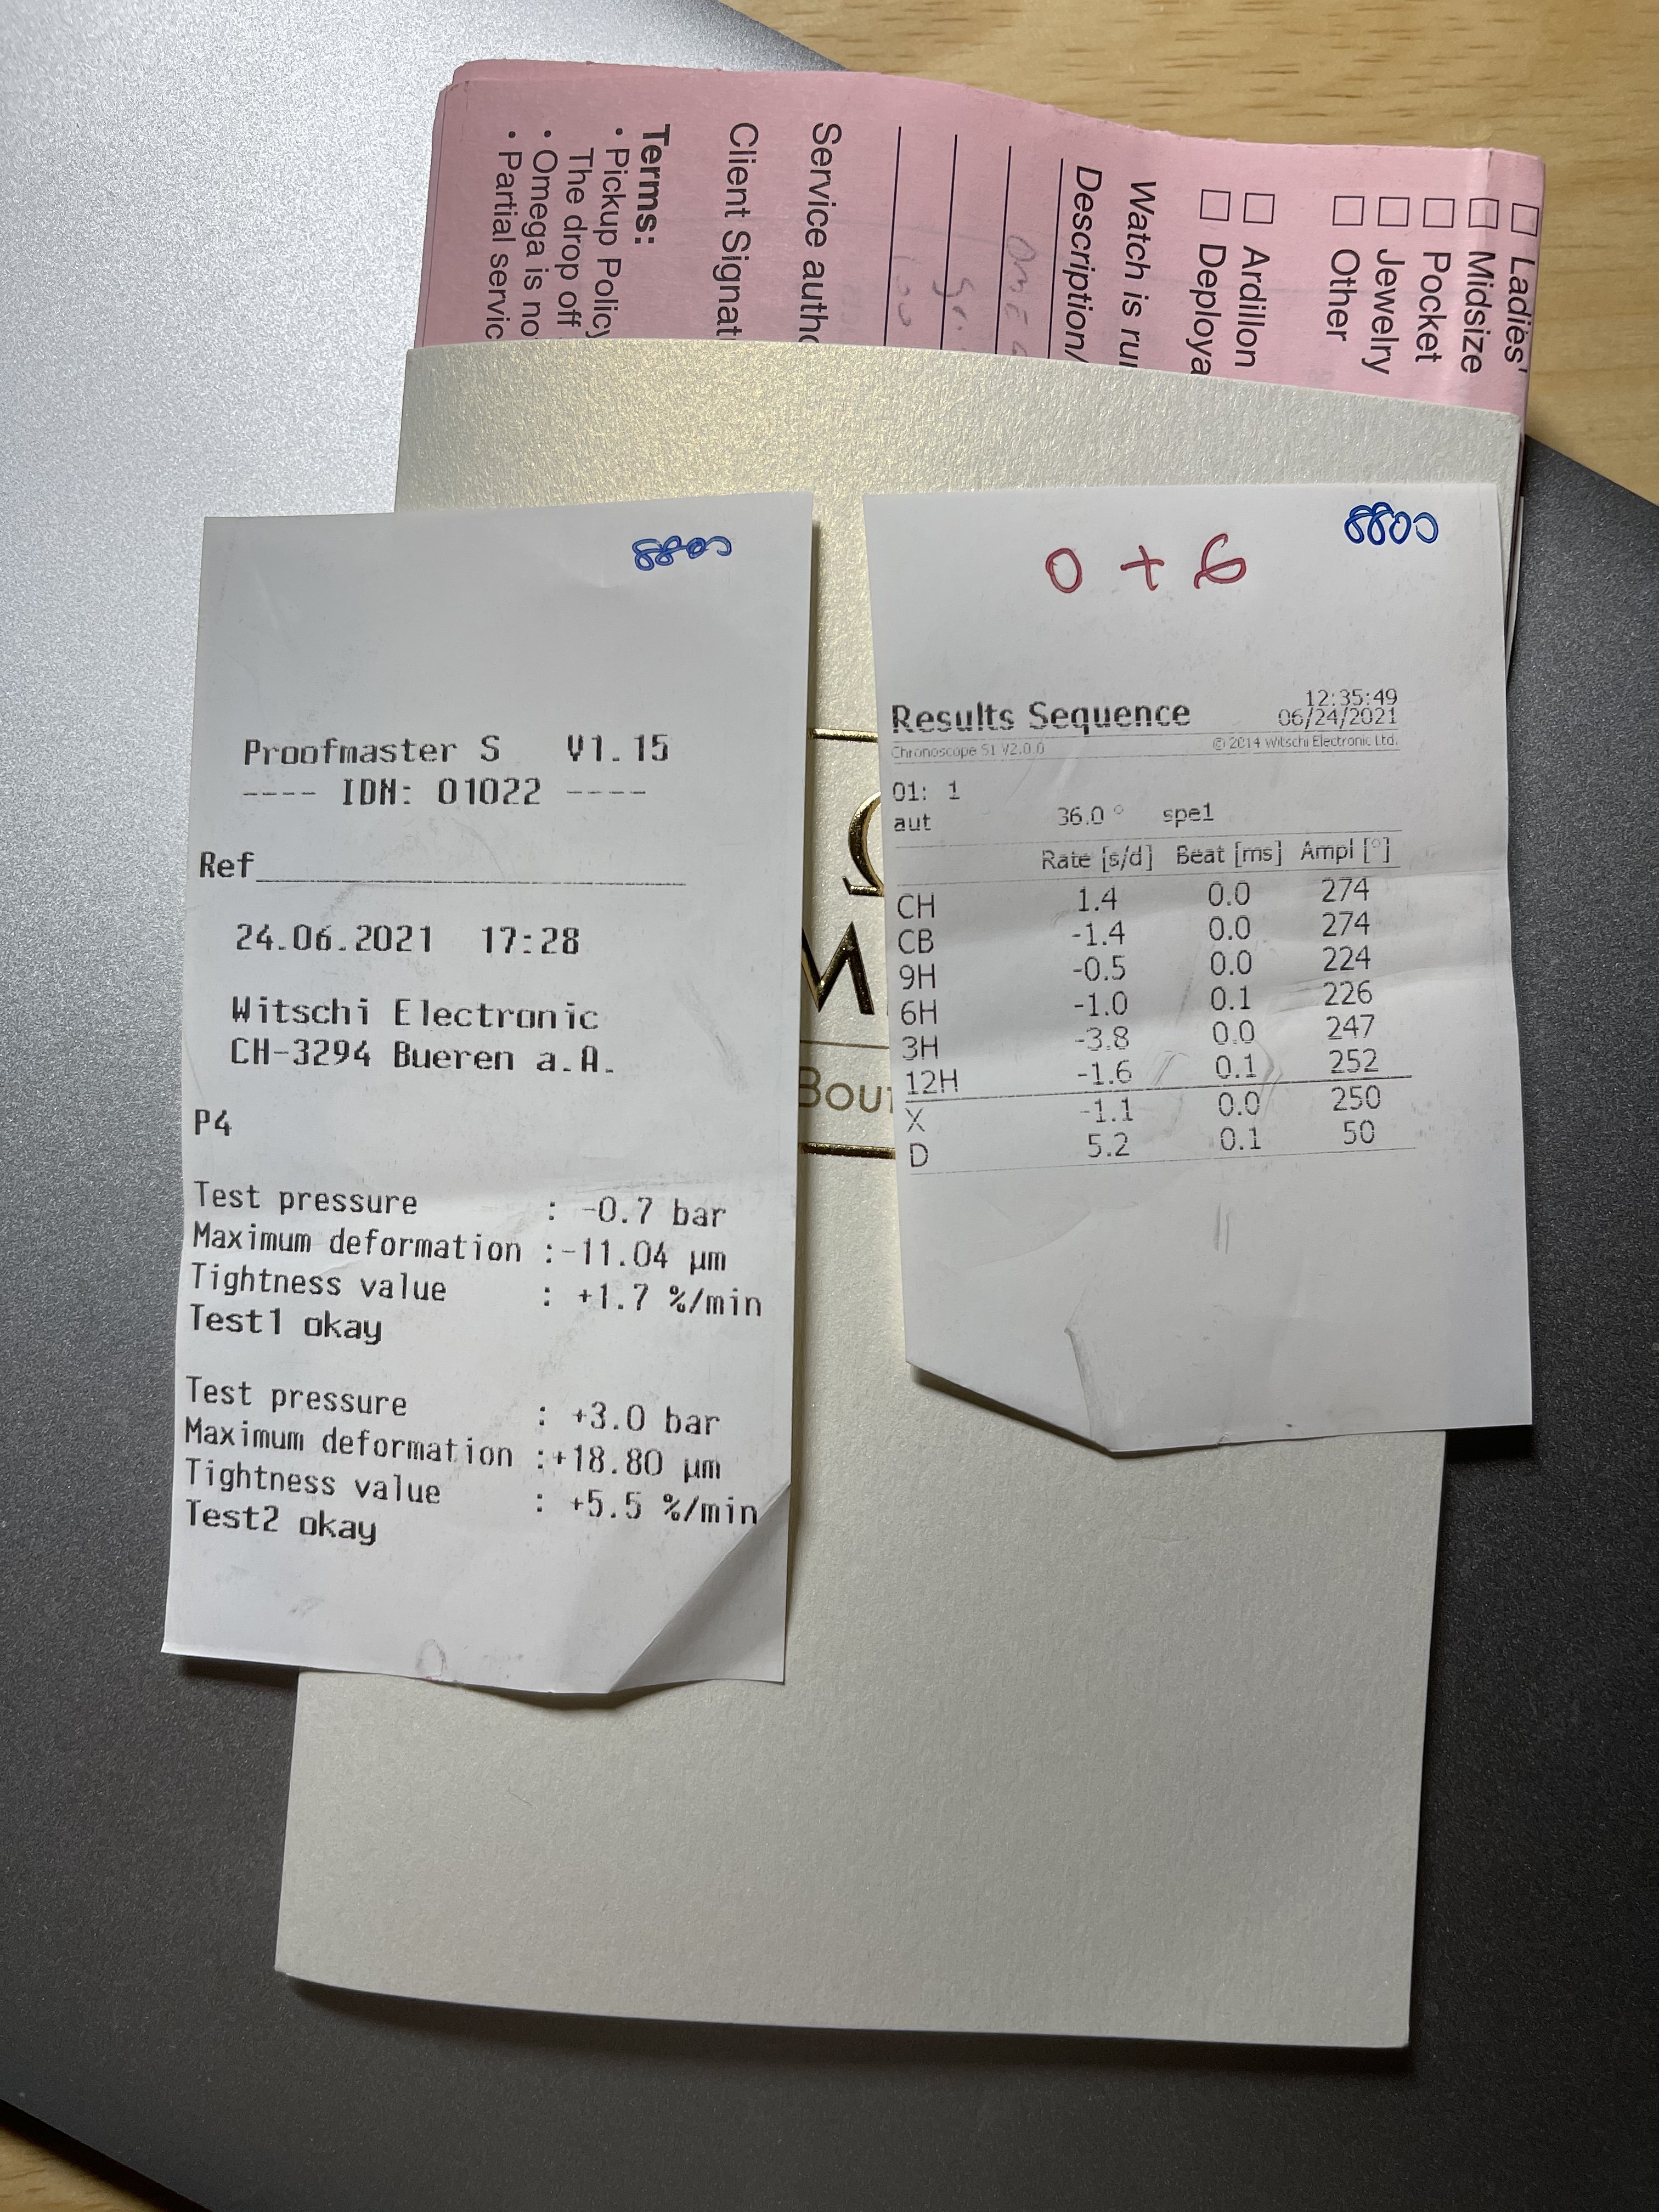 Ladies'
Midsize
Pocket
Jewelry
Other
Ardillon
Deploya
Watch is ru
Description/
Service autho
Client Signat
Terms:
· Pickup Policy
The drop off
· Omega is no
· Partial servic
8800
Proofmaster S V1.15
---- IDN: 01022 ----
Ref
24.06.2021 17:28
Witschi Electronic
CH-3294 Bueren a.A.
P4
Test pressure : -0.7 bar
Maximum deformation :-11.04 µm
Tightness value : +1.7 %/min
Test1 okay
Test pressure : +3.0 bar
Maximum deformation :+18.80 µm
Tightness value : +5.5 %/min
Test2 okay
8800
0 + 6
Results Sequence 12:35:49
06/24/2021
Chronoscope S1 V2.0.0 © 2014 Witschi Electronic Ltd.
01: 1
aut 36.0 ° spe1
Rate [s/d] Beat [ms] Ampl [°]
CH 1.4 0.0 274
CB -1.4 0.0 274
9H -0.5 0.0 224
6H -1.0 0.1 226
3H -3.8 0.0 247
12H -1.6 0.1 252
X -1.1 0.0 250
D 5.2 0.1 50
Ω
M
Bou